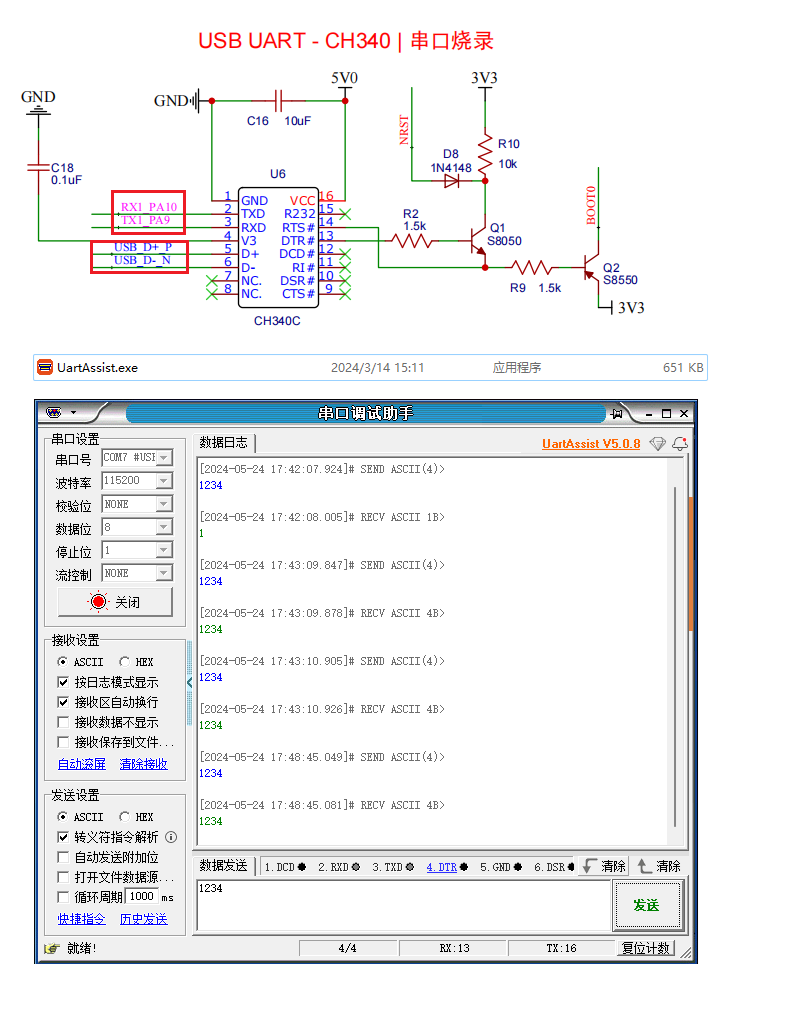 USB UART - CH340 | 串口烧录
GND
C18
0.1uF
GND
C16 10uF
5V0
3V3
NRST
D8
1N4148
R10
10k
BOOT0
U6
RX1_PA10
TX1_PA9
USB_D+_P
USB_D-_N
1 GND VCC 16
2 TXD R232 15
3 RXD RTS# 14
4 V3 DTR# 13
5 D+ DCD# 12
6 D- RI# 11
7 NC. DSR# 10
8 NC. CTS# 9
CH340C
R2
1.5k
Q1
S8050
R9 1.5k
Q2
S8550
3V3
UartAssist.exe 2024/3/14 15:11 应用程序 651 KB
串口调试助手
串口设置
串口号 COM7 #USI
波特率 115200
校验位 NONE
数据位 8
停止位 1
流控制 NONE
关闭
接收设置
ASCII HEX
按日志模式显示
接收区自动换行
接收数据不显示
接收保存到文件...
自动滚屏 清除接收
发送设置
ASCII HEX
转义符指令解析
自动发送附加位
打开文件数据源...
循环周期 1000 ms
快捷指令 历史发送
数据日志 UartAssist V5.0.8
[2024-05-24 17:42:07.924]# SEND ASCII(4)>
1234
[2024-05-24 17:42:08.005]# RECV ASCII 1B>
1
[2024-05-24 17:43:09.847]# SEND ASCII(4)>
1234
[2024-05-24 17:43:09.878]# RECV ASCII 4B>
1234
[2024-05-24 17:43:10.905]# SEND ASCII(4)>
1234
[2024-05-24 17:43:10.926]# RECV ASCII 4B>
1234
[2024-05-24 17:48:45.049]# SEND ASCII(4)>
1234
[2024-05-24 17:48:45.081]# RECV ASCII 4B>
1234
数据发送 1.DCD 2.RXD 3.TXD 4.DTR 5.GND 6.DSR 清除 清除
1234
发送
就绪! 4/4 RX:13 TX:16 复位计数